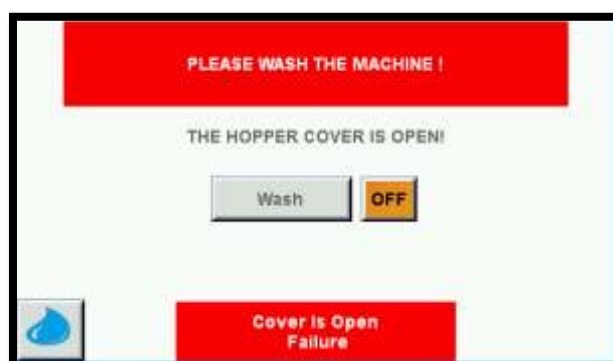 PLEASE WASH THE MACHINE !
THE HOPPER COVER IS OPEN!
Wash
OFF
Cover Is Open
Failure